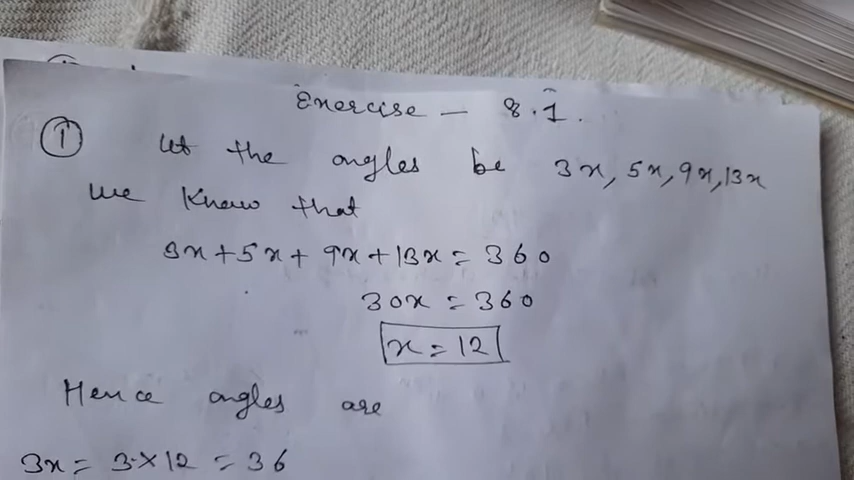 Exercise - 8.1.
① Let the angles be 3x, 5x, 9x, 13x
We Know that
3x + 5x + 9x + 13x = 360
30x = 360
x = 12
Hence angles are
3x = 3 × 12 = 36